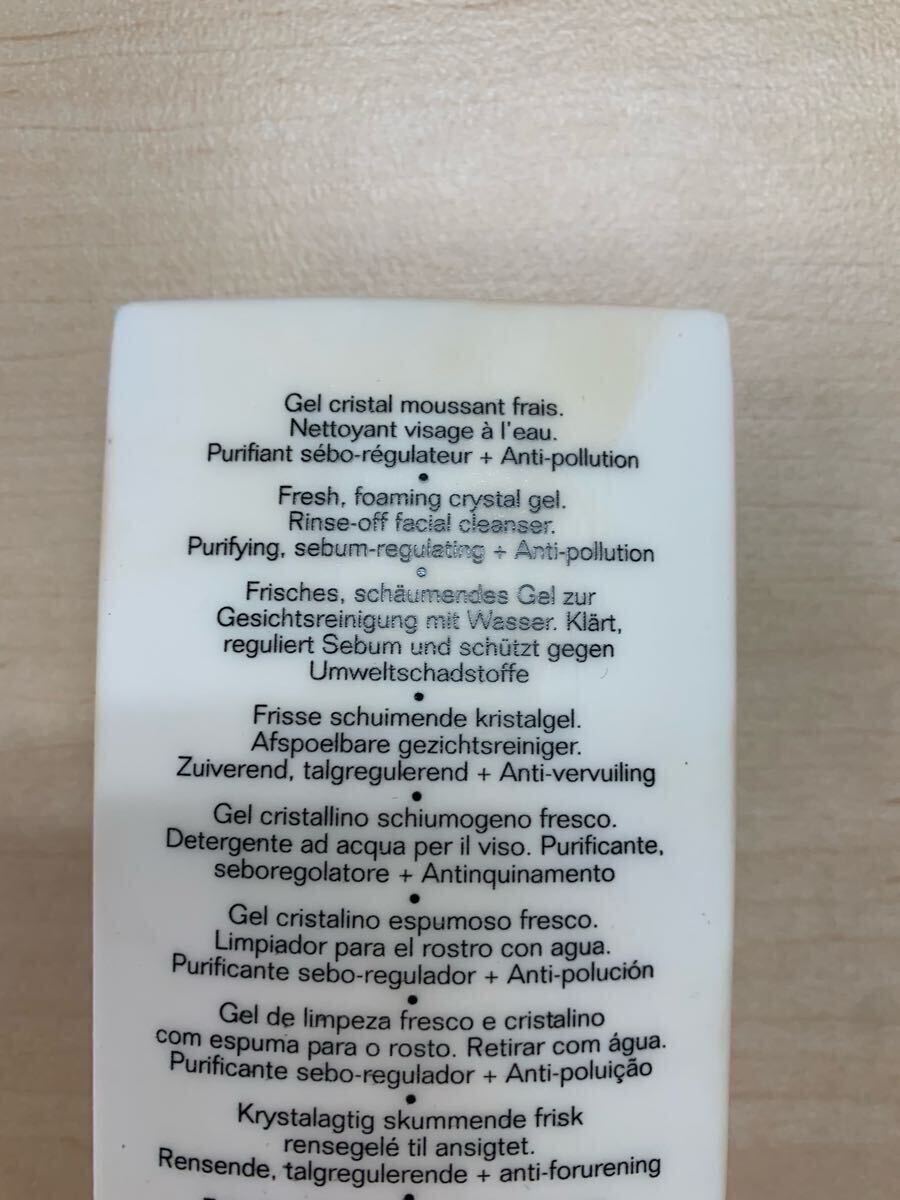 Gel cristal moussant frais.
Nettoyant visage à l'eau.
Purifiant sébo-régulateur + Anti-pollution
•
Fresh, foaming crystal gel.
Rinse-off facial cleanser.
Purifying, sebum-regulating + Anti-pollution
•
Frisches, schäumendes Gel zur
Gesichtsreinigung mit Wasser. Klärt,
reguliert Sebum und schützt gegen
Umweltschadstoffe
•
Frisse schuimende kristalgel.
Afspoelbare gezichtsreiniger.
Zuiverend, talgregulerend + Anti-vervuiling
•
Gel cristallino schiumogeno fresco.
Detergente ad acqua per il viso. Purificante,
seboregolatore + Antinquinamento
•
Gel cristalino espumoso fresco.
Limpiador para el rostro con agua.
Purificante sebo-regulador + Anti-polución
•
Gel de limpeza fresco e cristalino
com espuma para o rosto. Retirar com água.
Purificante sebo-regulador + Anti-poluição
•
Krystalagtig skummende frisk
rensegelé til ansigtet.
Rensende, talgregulerende + anti-forurening
•